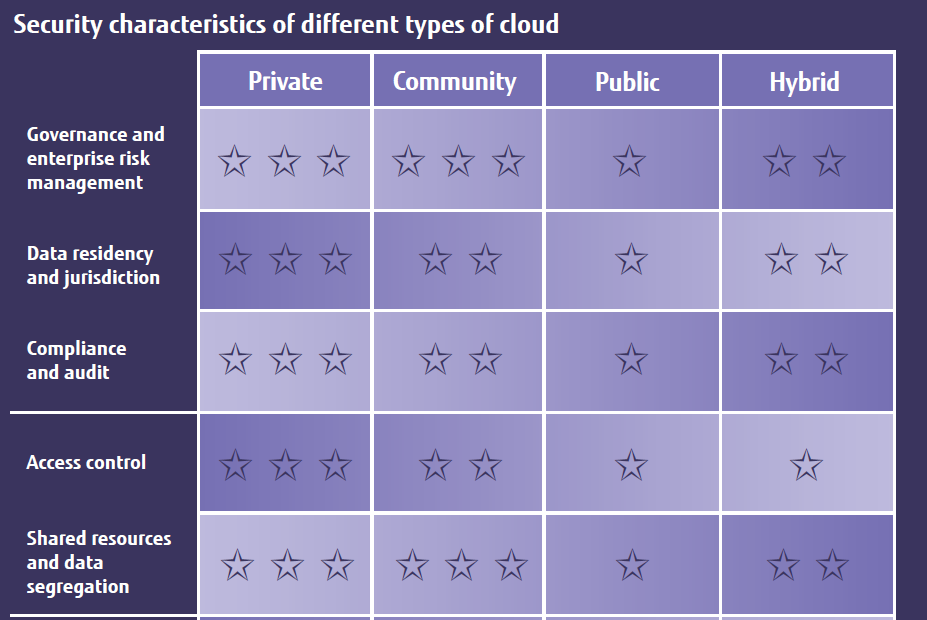 Security characteristics of different types of cloud
Private Community Public Hybrid
Governance and
enterprise risk
management
Data residency
and jurisdiction
Compliance
and audit
Access control
Shared resources
and data
segregation